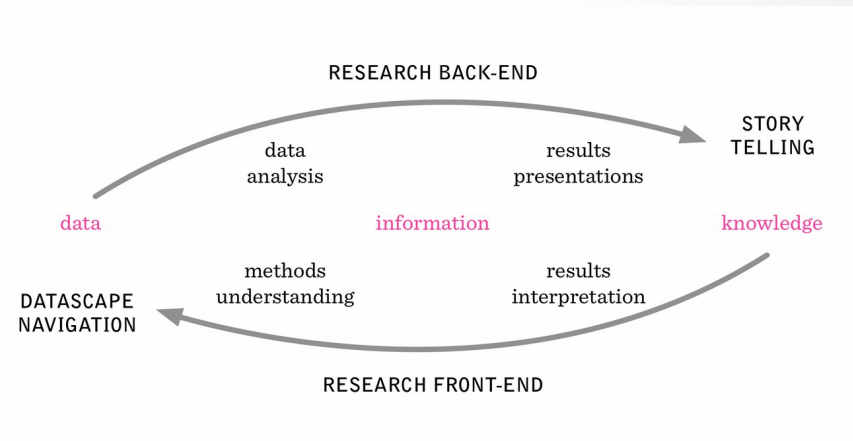 RESEARCH BACK-END
STORY
TELLING
data
analysis
results
presentations
data
information
knowledge
methods
understanding
results
interpretation
DATASCAPE
NAVIGATION
RESEARCH FRONT-END